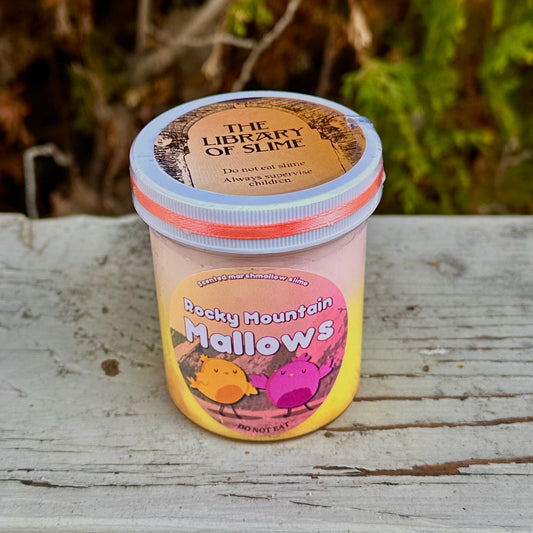 THE
LIBRARY
OF SLIME
Do not eat slime
Always supervise
children
Scented marshmallow slime
Rocky Mountain
Mallows
DO NOT EAT